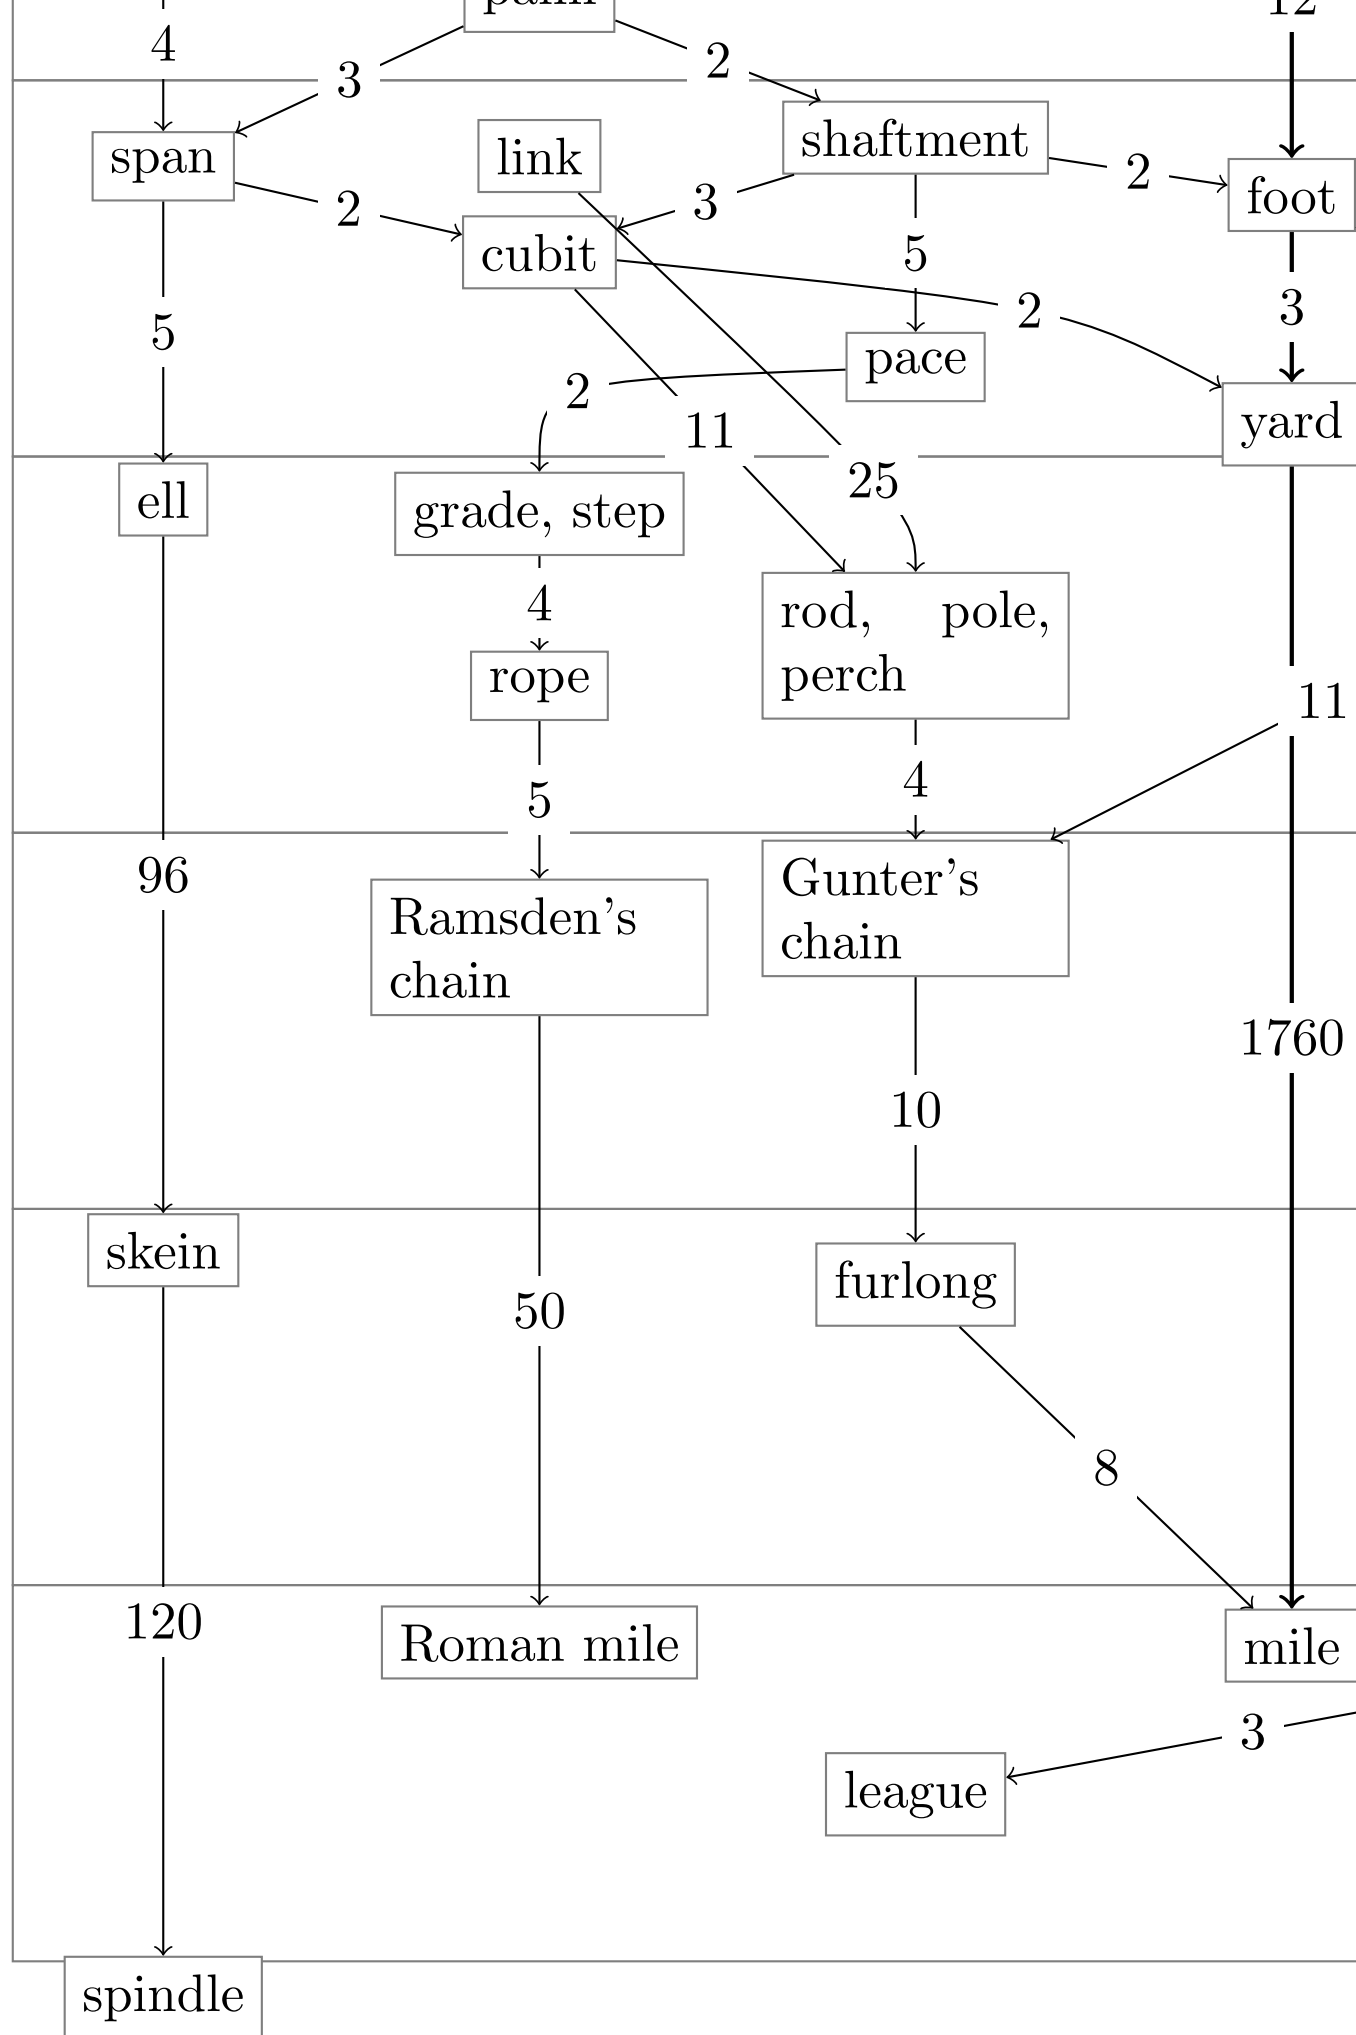 12
4
2
3
shaftment
link
span
2
foot
3
2
cubit
5
3
2
5
pace
2
yard
11
25
ell
grade, step
4
rod, pole,
perch
rope
11
4
5
96
Gunter's
chain
Ramsden's
chain
1760
10
skein
furlong
50
8
120
Roman mile
mile
3
league
spindle